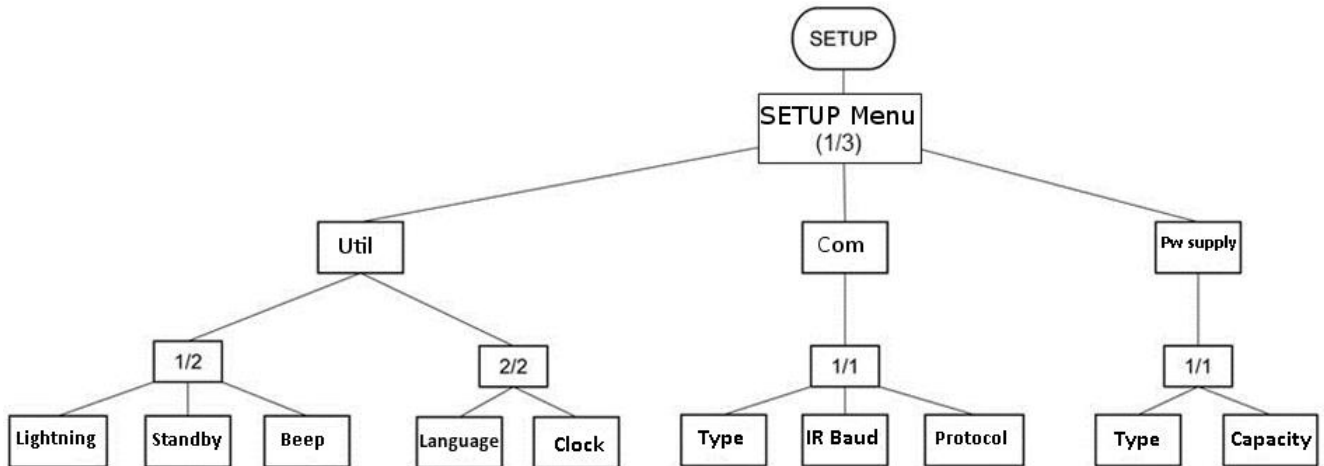 SETUP
SETUP Menu
(1/3)
Util
Com
Pw supply
1/2
2/2
1/1
1/1
Lightning
Standby
Beep
Language
Clock
Type
IR Baud
Protocol
Type
Capacity